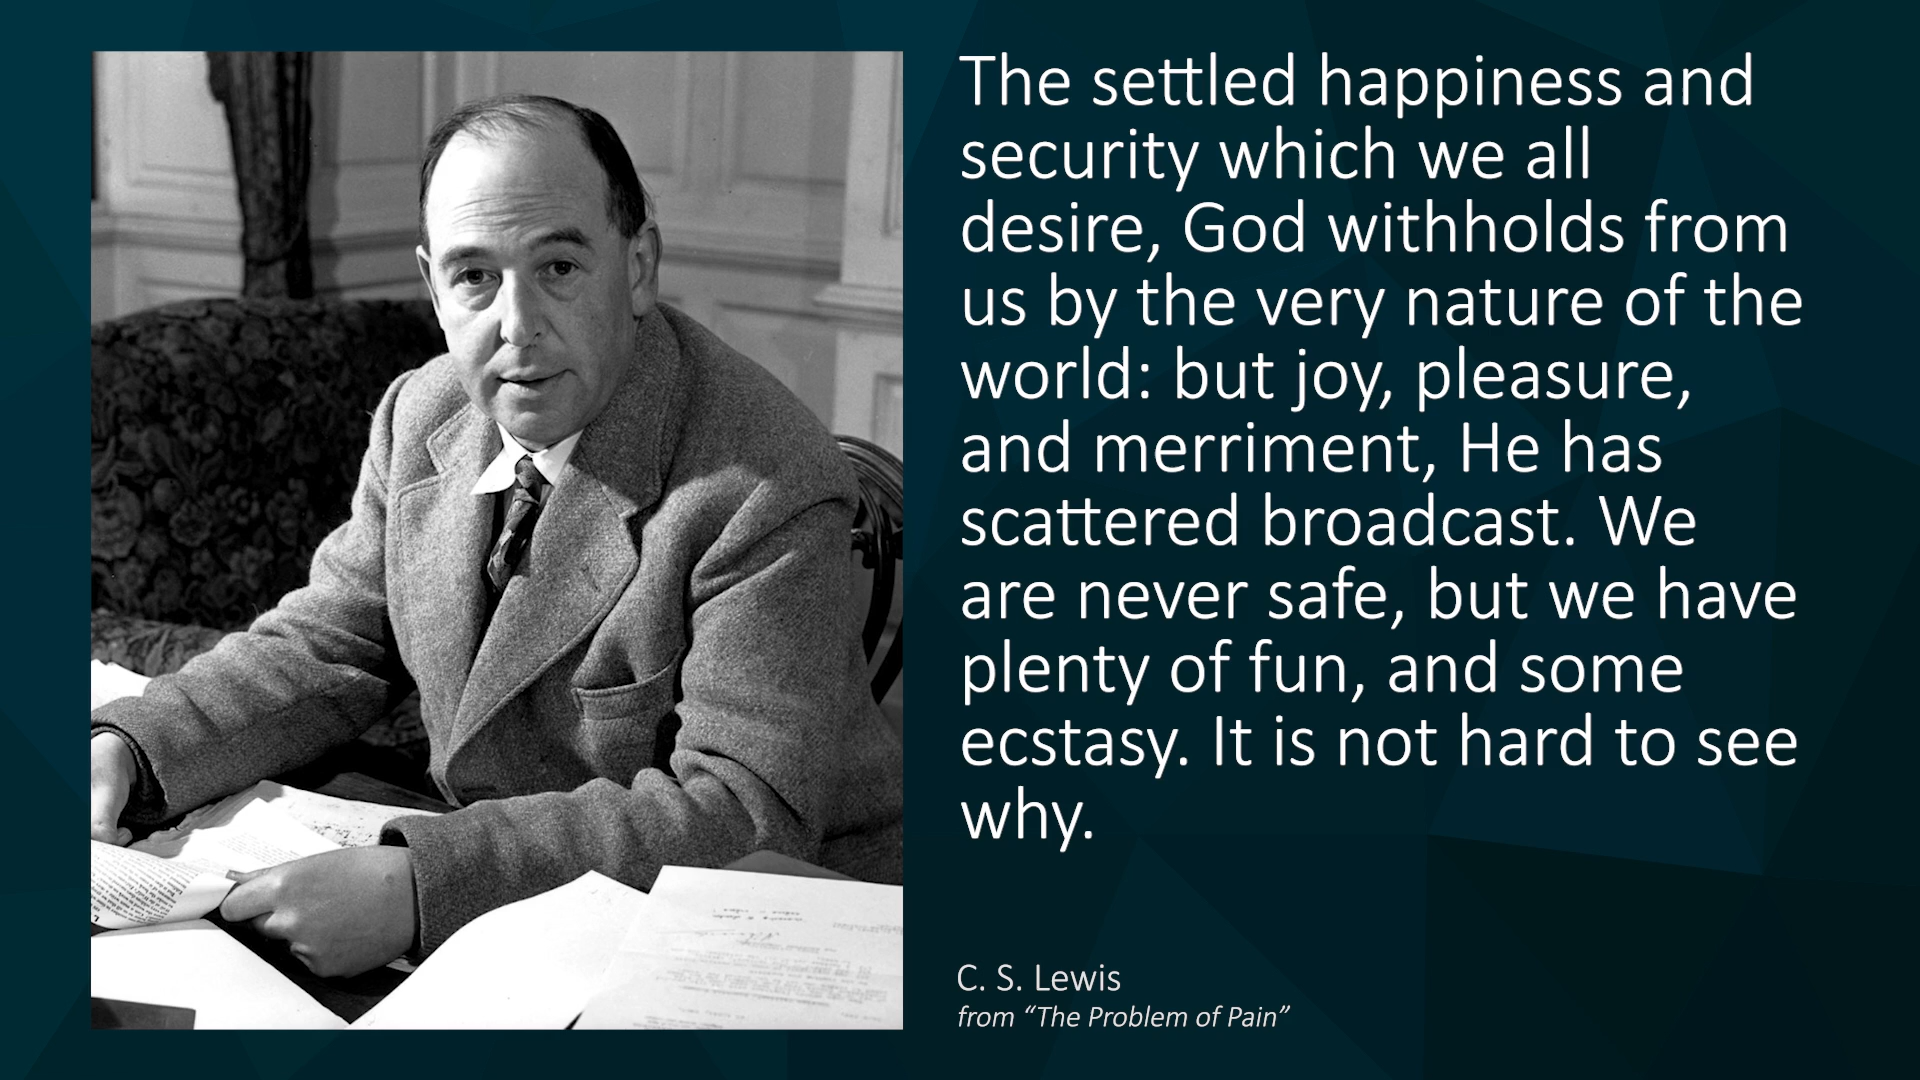 The settled happiness and
security which we all
desire, God withholds from
us by the very nature of the
world: but joy, pleasure,
and merriment, He has
scattered broadcast. We
are never safe, but we have
plenty of fun, and some
ecstasy. It is not hard to see
why.
C. S. Lewis
from “The Problem of Pain”